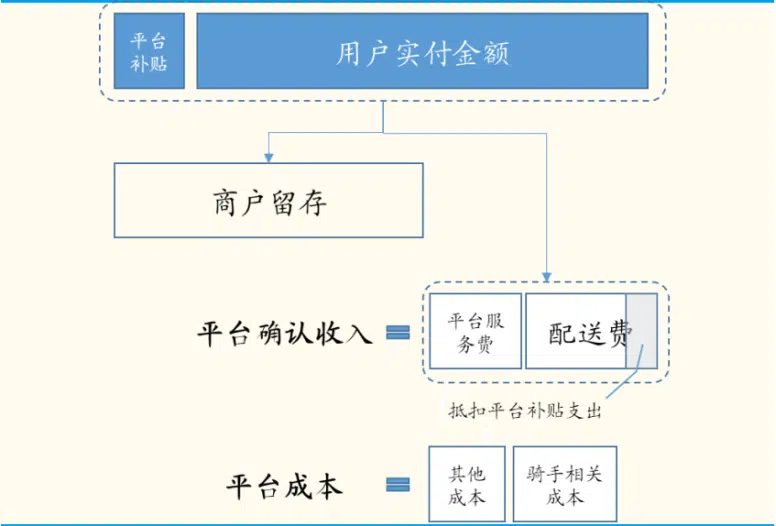 平台
补贴
用户实付金额
商户留存
平台确认收入
平台服
务费
配送费
抵扣平台补贴支出
平台成本
其他
成本
骑手相关
成本